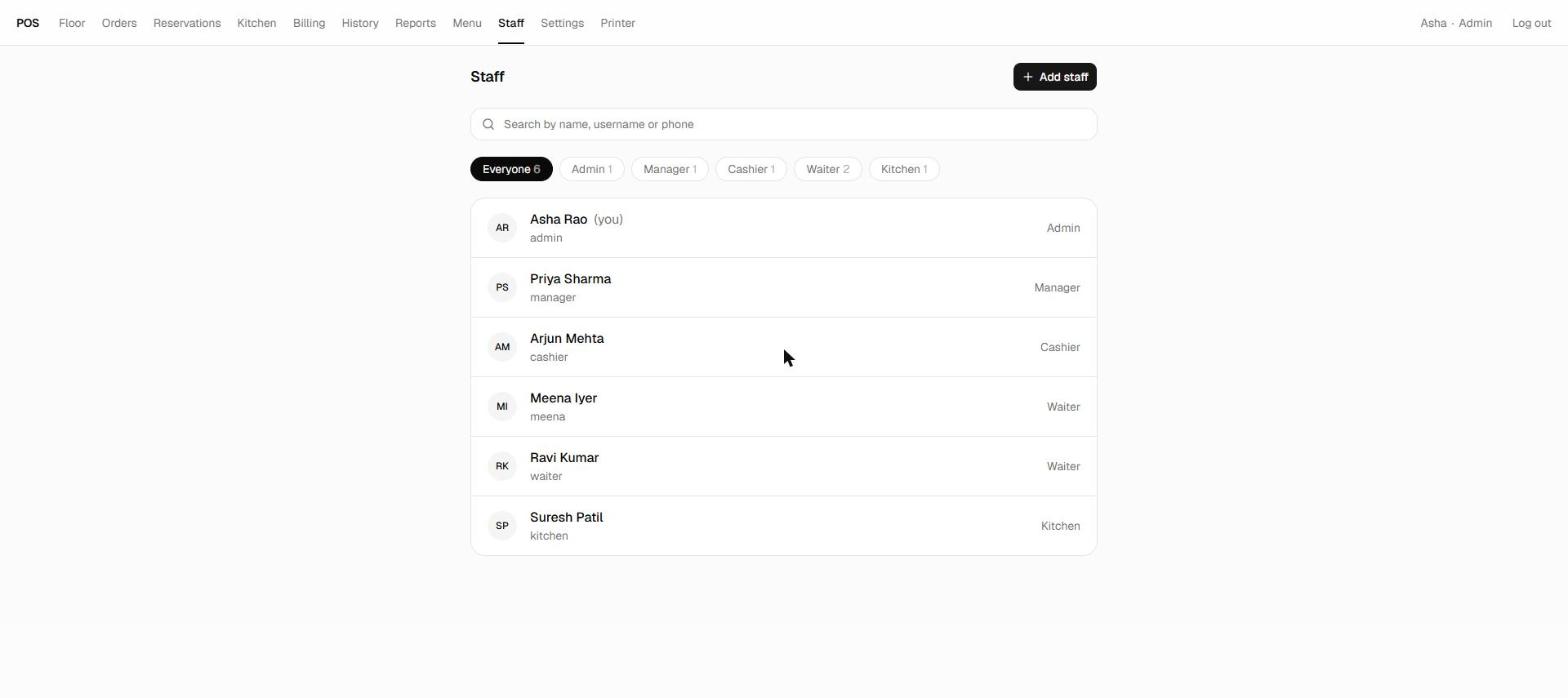 POS Floor Orders Reservations Kitchen Billing History Reports Menu Staff Settings Printer Asha · Admin Log out
Staff + Add staff
Search by name, username or phone
Everyone 6 Admin 1 Manager 1 Cashier 1 Waiter 2 Kitchen 1
AR Asha Rao (you) Admin
admin
PS Priya Sharma Manager
manager
AM Arjun Mehta Cashier
cashier
MI Meena Iyer Waiter
meena
RK Ravi Kumar Waiter
waiter
SP Suresh Patil Kitchen
kitchen